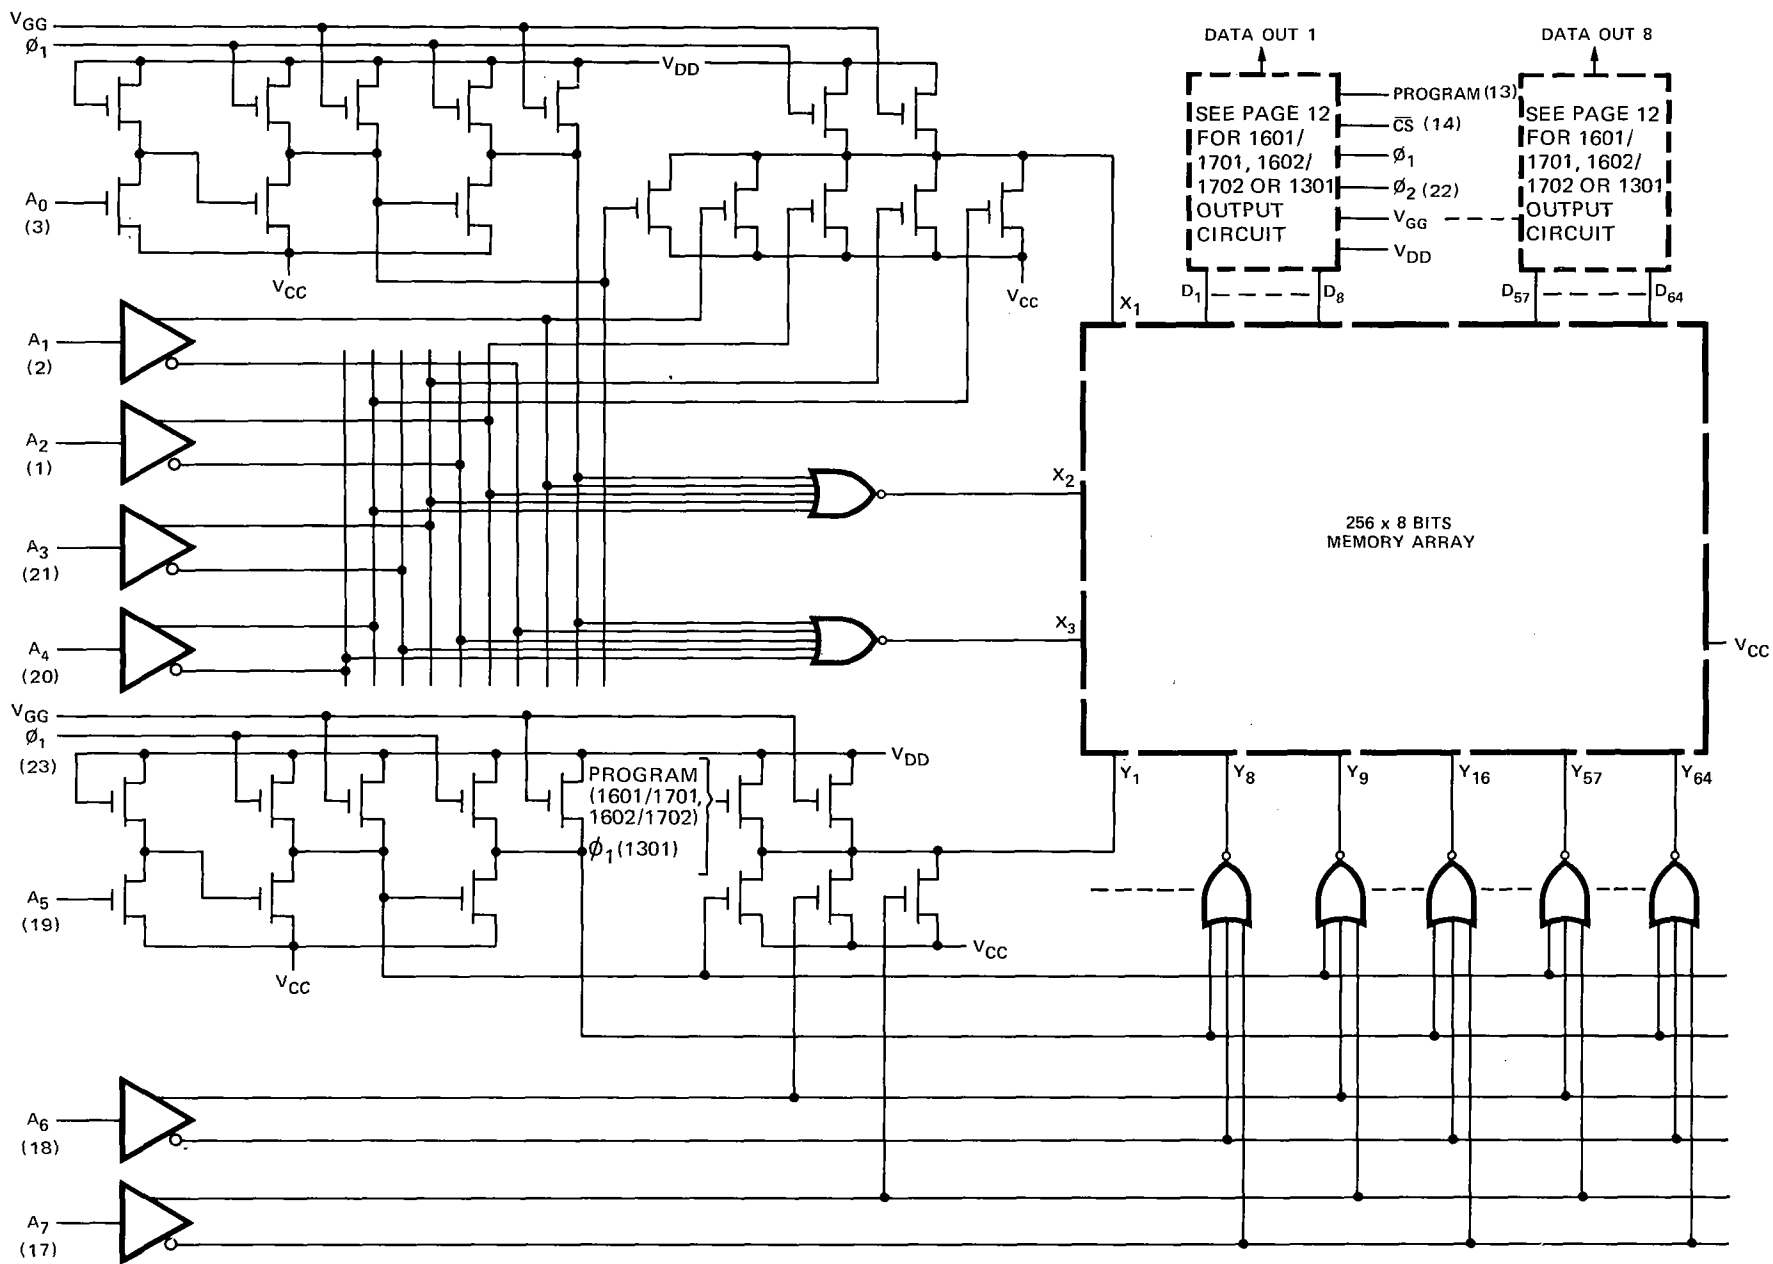 VGG
Ø1
VDD
A0
(3)
VCC
VCC
DATA OUT 1
DATA OUT 8
SEE PAGE 12
FOR 1601/
1701, 1602/
1702 OR 1301
OUTPUT
CIRCUIT
PROGRAM (13)
CS (14)
Ø1
Ø2 (22)
VGG
VDD
SEE PAGE 12
FOR 1601/
1701, 1602/
1702 OR 1301
OUTPUT
CIRCUIT
D1
D8
D57
D64
X1
A1
(2)
A2
(1)
X2
A3
(21)
256 x 8 BITS
MEMORY ARRAY
A4
(20)
X3
VCC
VGG
Ø1
(23)
VDD
PROGRAM
(1601/1701,
1602/1702)
Ø1 (1301)
Y1
Y8
Y9
Y16
Y57
Y64
A5
(19)
VCC
VCC
A6
(18)
A7
(17)